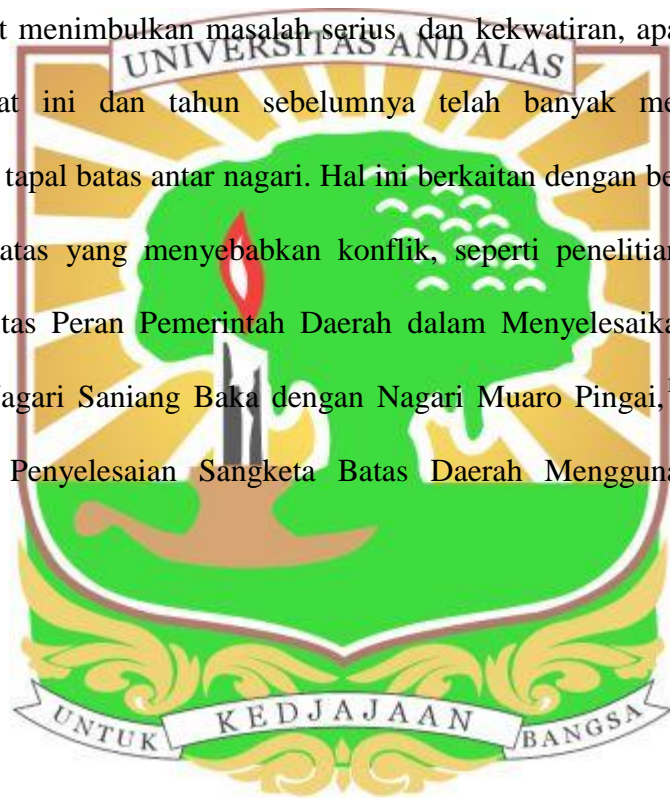 t menimbulkan masalah serius, dan kekwatiran, apa
UNIVERSITAS ANDALAS
at ini dan tahun sebelumnya telah banyak me
tapal batas antar nagari. Hal ini berkaitan dengan be
atas yang menyebabkan konflik, seperti penelitian
tas Peran Pemerintah Daerah dalam Menyelesaika
Nagari Saniang Baka dengan Nagari Muaro Pingai,
Penyelesaian Sangketa Batas Daerah Mengguna
UNTUK KEDJAJAAN BANGSA